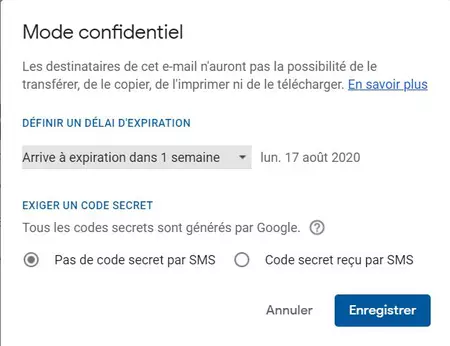 Mode confidentiel
Les destinataires de cet e-mail n'auront pas la possibilité de le
transférer, de le copier, de l'imprimer ni de le télécharger. En savoir plus
DÉFINIR UN DÉLAI D'EXPIRATION
Arrive à expiration dans 1 semaine lun. 17 août 2020
EXIGER UN CODE SECRET
Tous les codes secrets sont générés par Google. ?
Pas de code secret par SMS Code secret reçu par SMS
Annuler Enregistrer